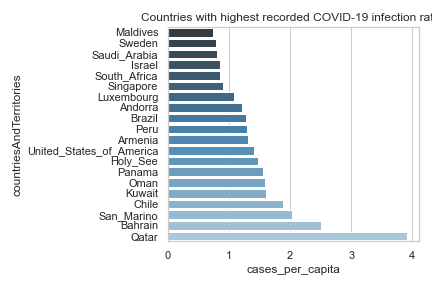 Countries with highest recorded COVID-19 infection rat
Maldives
Sweden
Saudi_Arabia
Israel
South_Africa
Singapore
Luxembourg
Andorra
Brazil
Peru
Armenia
United_States_of_America
Holy_See
Panama
Oman
Kuwait
Chile
San_Marino
Bahrain
Qatar
countriesAndTerritories
0 1 2 3 4
cases_per_capita